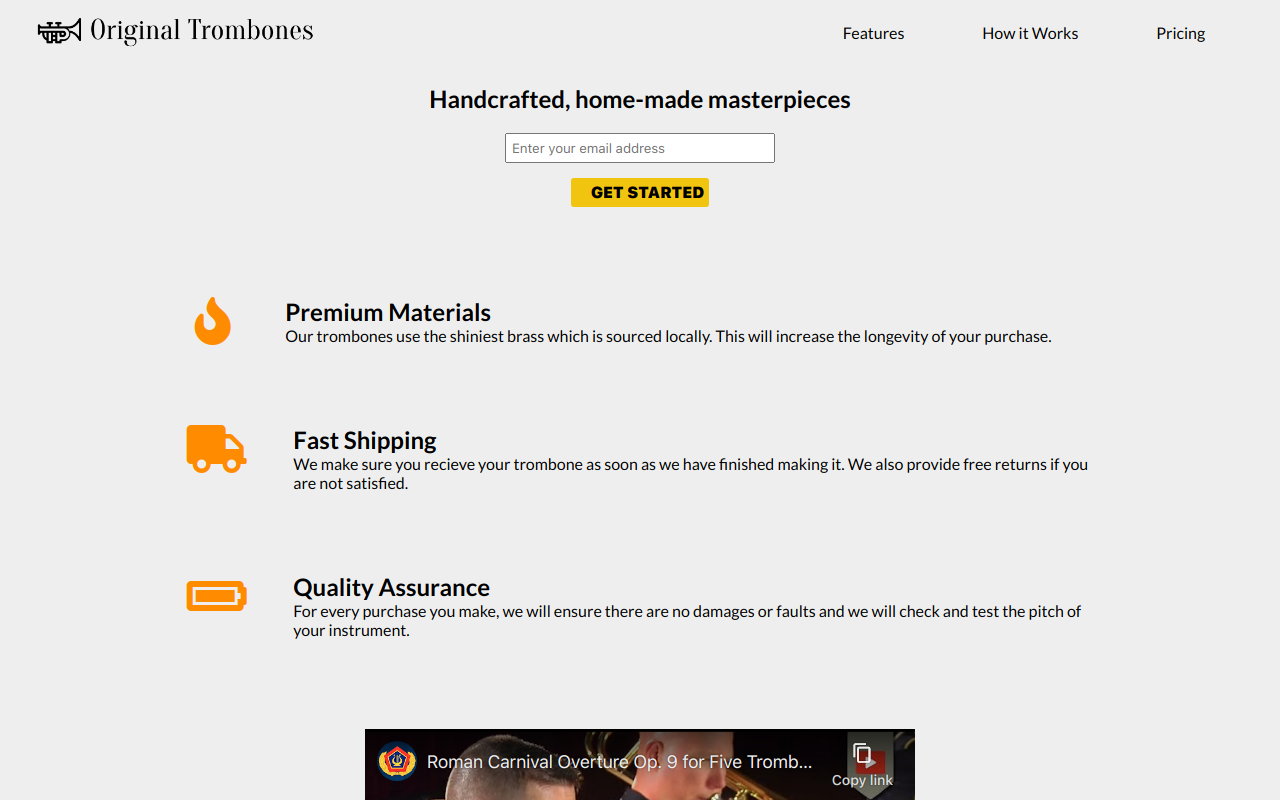 Original Trombones
Features
How it Works
Pricing
Handcrafted, home-made masterpieces
Enter your email address
GET STARTED
Premium Materials
Our trombones use the shiniest brass which is sourced locally. This will increase the longevity of your purchase.
Fast Shipping
We make sure you recieve your trombone as soon as we have finished making it. We also provide free returns if you
are not satisfied.
Quality Assurance
For every purchase you make, we will ensure there are no damages or faults and we will check and test the pitch of
your instrument.
Roman Carnival Overture Op. 9 for Five Tromb...
Copy link